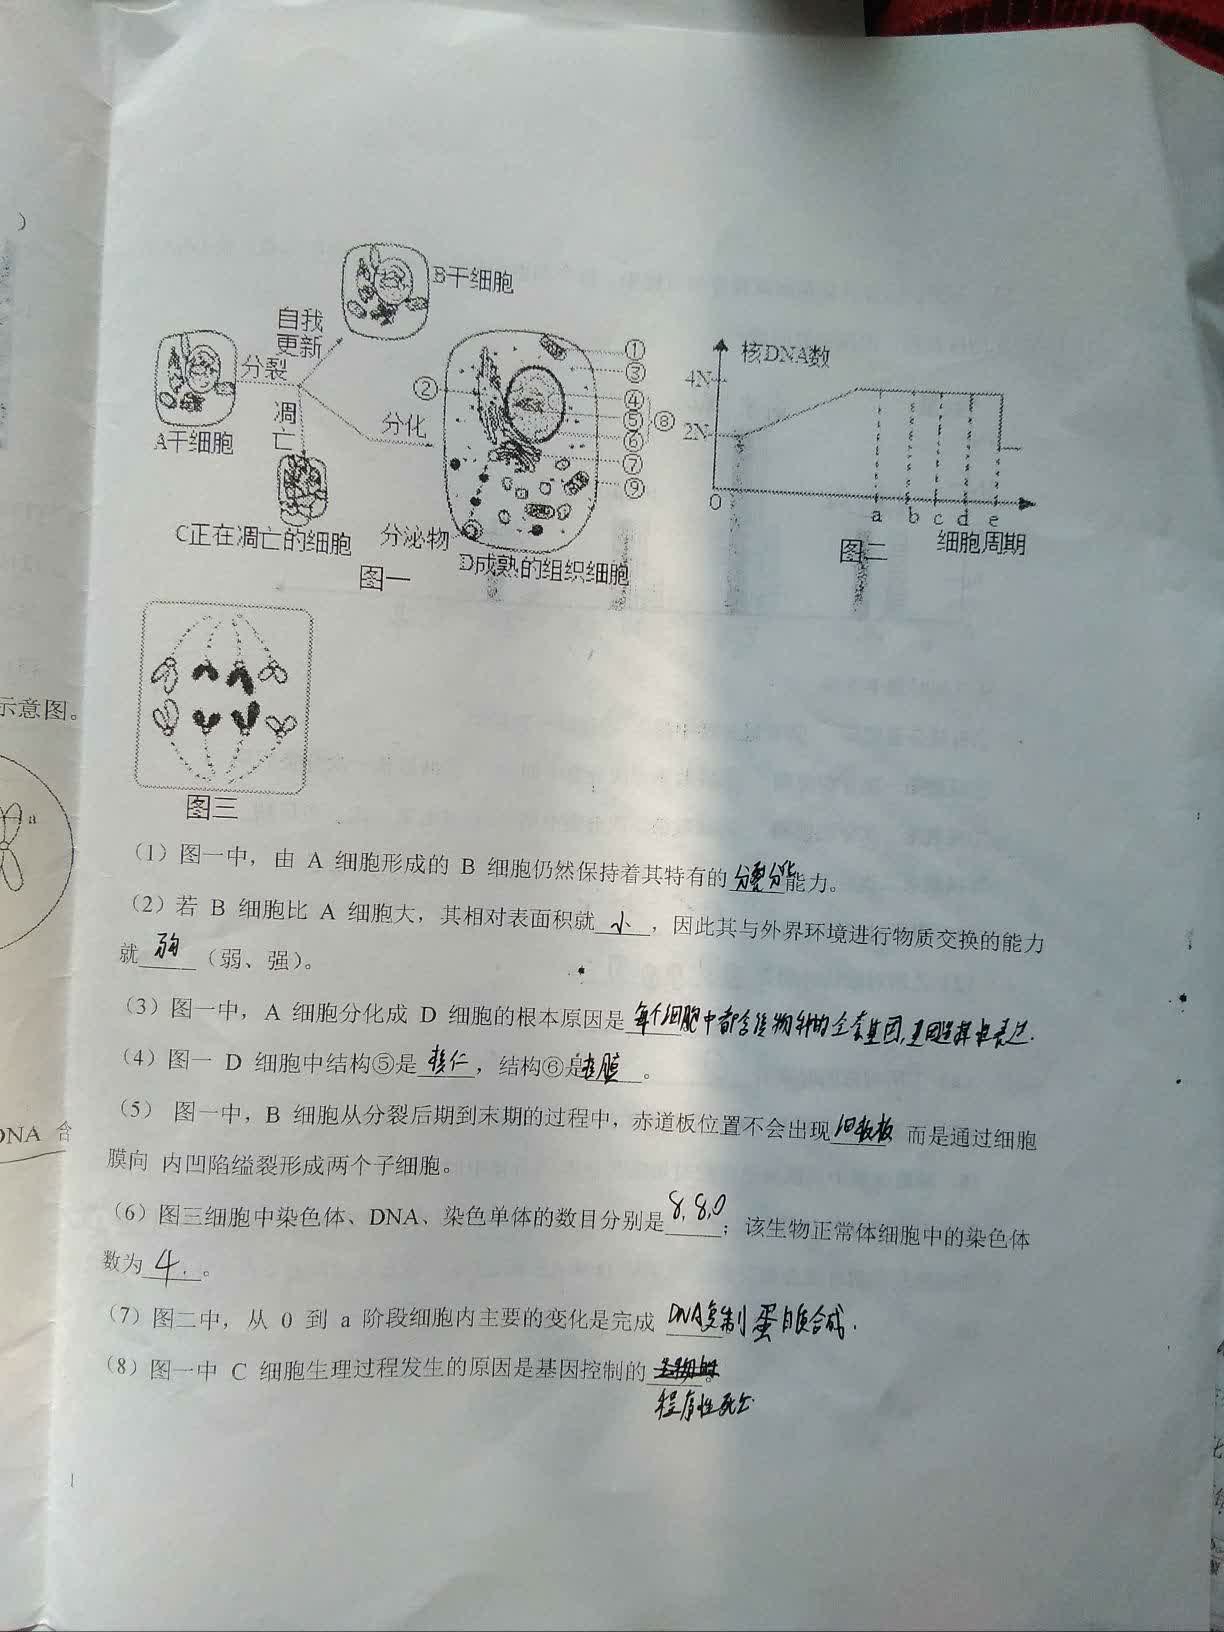 ）
B干细胞
自我
更新
分裂
A干细胞
凋
亡
分化
C正在凋亡的细胞
分泌物
D成熟的组织细胞
图一
①
②
③
④
⑤
⑥
⑦
⑧
⑨
核DNA数
4N
2N
0
a b c d e
细胞周期
图二
示意图。
a
图三
（1）图一中，由 A 细胞形成的 B 细胞仍然保持着其特有的分裂分化能力。
（2）若 B 细胞比 A 细胞大，其相对表面积就小，因此其与外界环境进行物质交换的能力
就弱（弱、强）。
（3）图一中，A 细胞分化成 D 细胞的根本原因是每个细胞中都含该物种的全套基因,基因选择性表达.
（4）图一 D 细胞中结构⑤是核仁，结构⑥是核膜。
（5） 图一中，B 细胞从分裂后期到末期的过程中，赤道板位置不会出现细胞板 而是通过细胞
DNA 含
膜向 内凹陷缢裂形成两个子细胞。
（6）图三细胞中染色体、DNA、染色单体的数目分别是8.8.0；该生物正常体细胞中的染色体
数为4.。
（7）图二中，从 0 到 a 阶段细胞内主要的变化是完成 DNA复制 蛋白质合成.
（8）图一中 C 细胞生理过程发生的原因是基因控制的。
程序性死亡